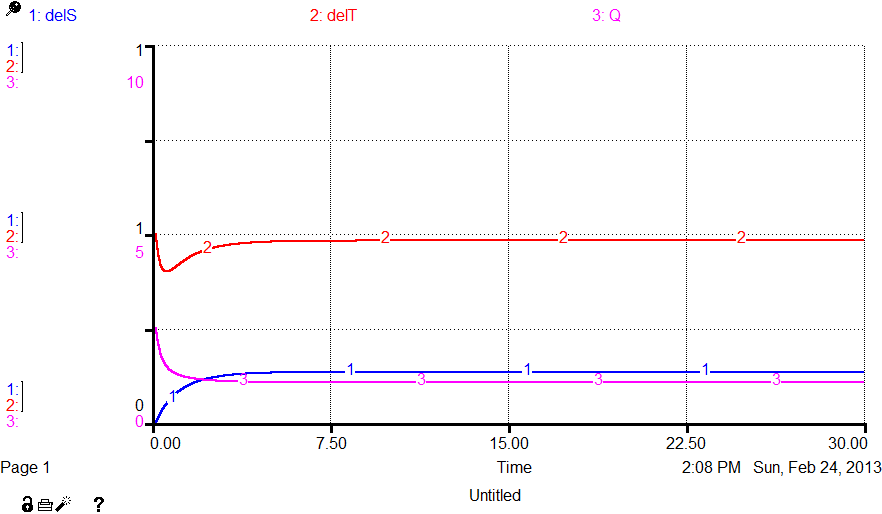 1: delS 2: delT 3: Q
1: 1
2:
3: 10
1: 1
2:
3: 5
1: 0
2:
3: 0
2 2 2 2
1 1 1 1
3 3 3 3
0.00 7.50 15.00 22.50 30.00
Page 1 Time 2:08 PM Sun, Feb 24, 2013
Untitled
?